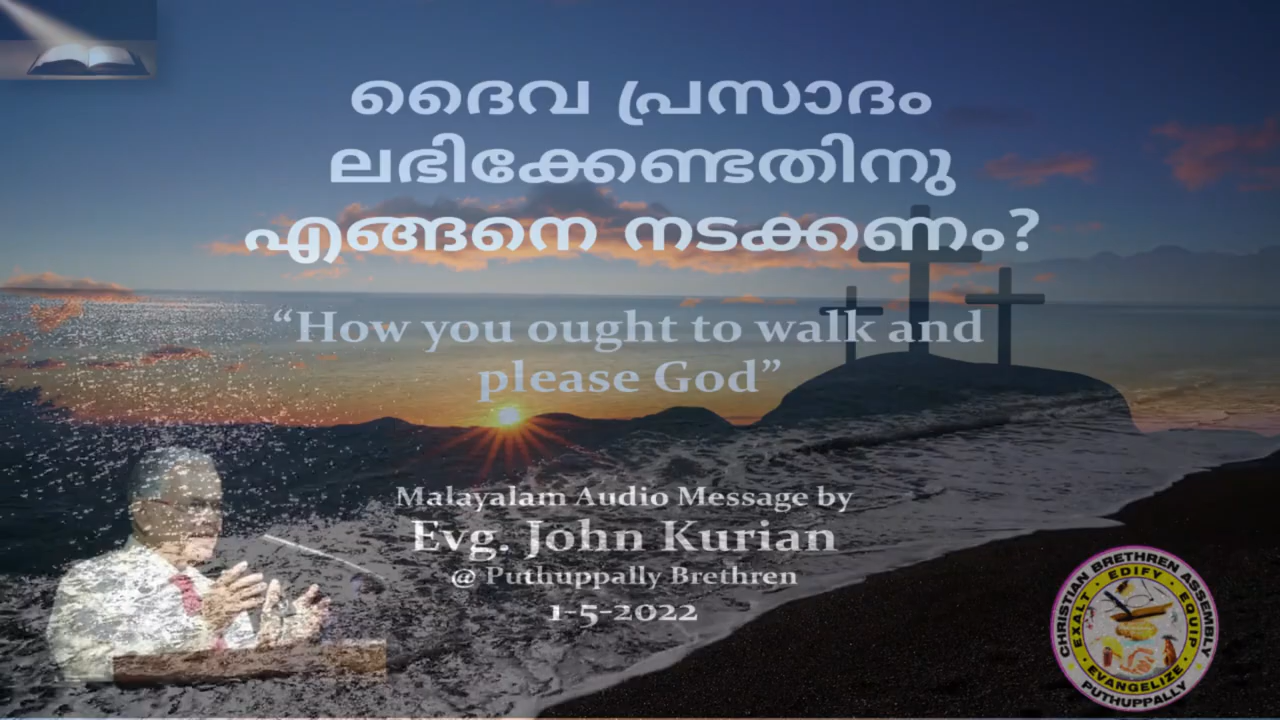 ദൈവ പ്രസാദം
ലഭിക്കേണ്ടതിനു
എങ്ങനെ നടക്കണം?
“How you ought to walk and
please God”
Malayalam Audio Message by
Evg. John Kurian
@ Puthuppally Brethren
1-5-2022
CHRISTIAN BRETHREN ASSEMBLY
EXALT · EDIFY · EQUIP · EVANGELIZE
PUTHUPPALLY